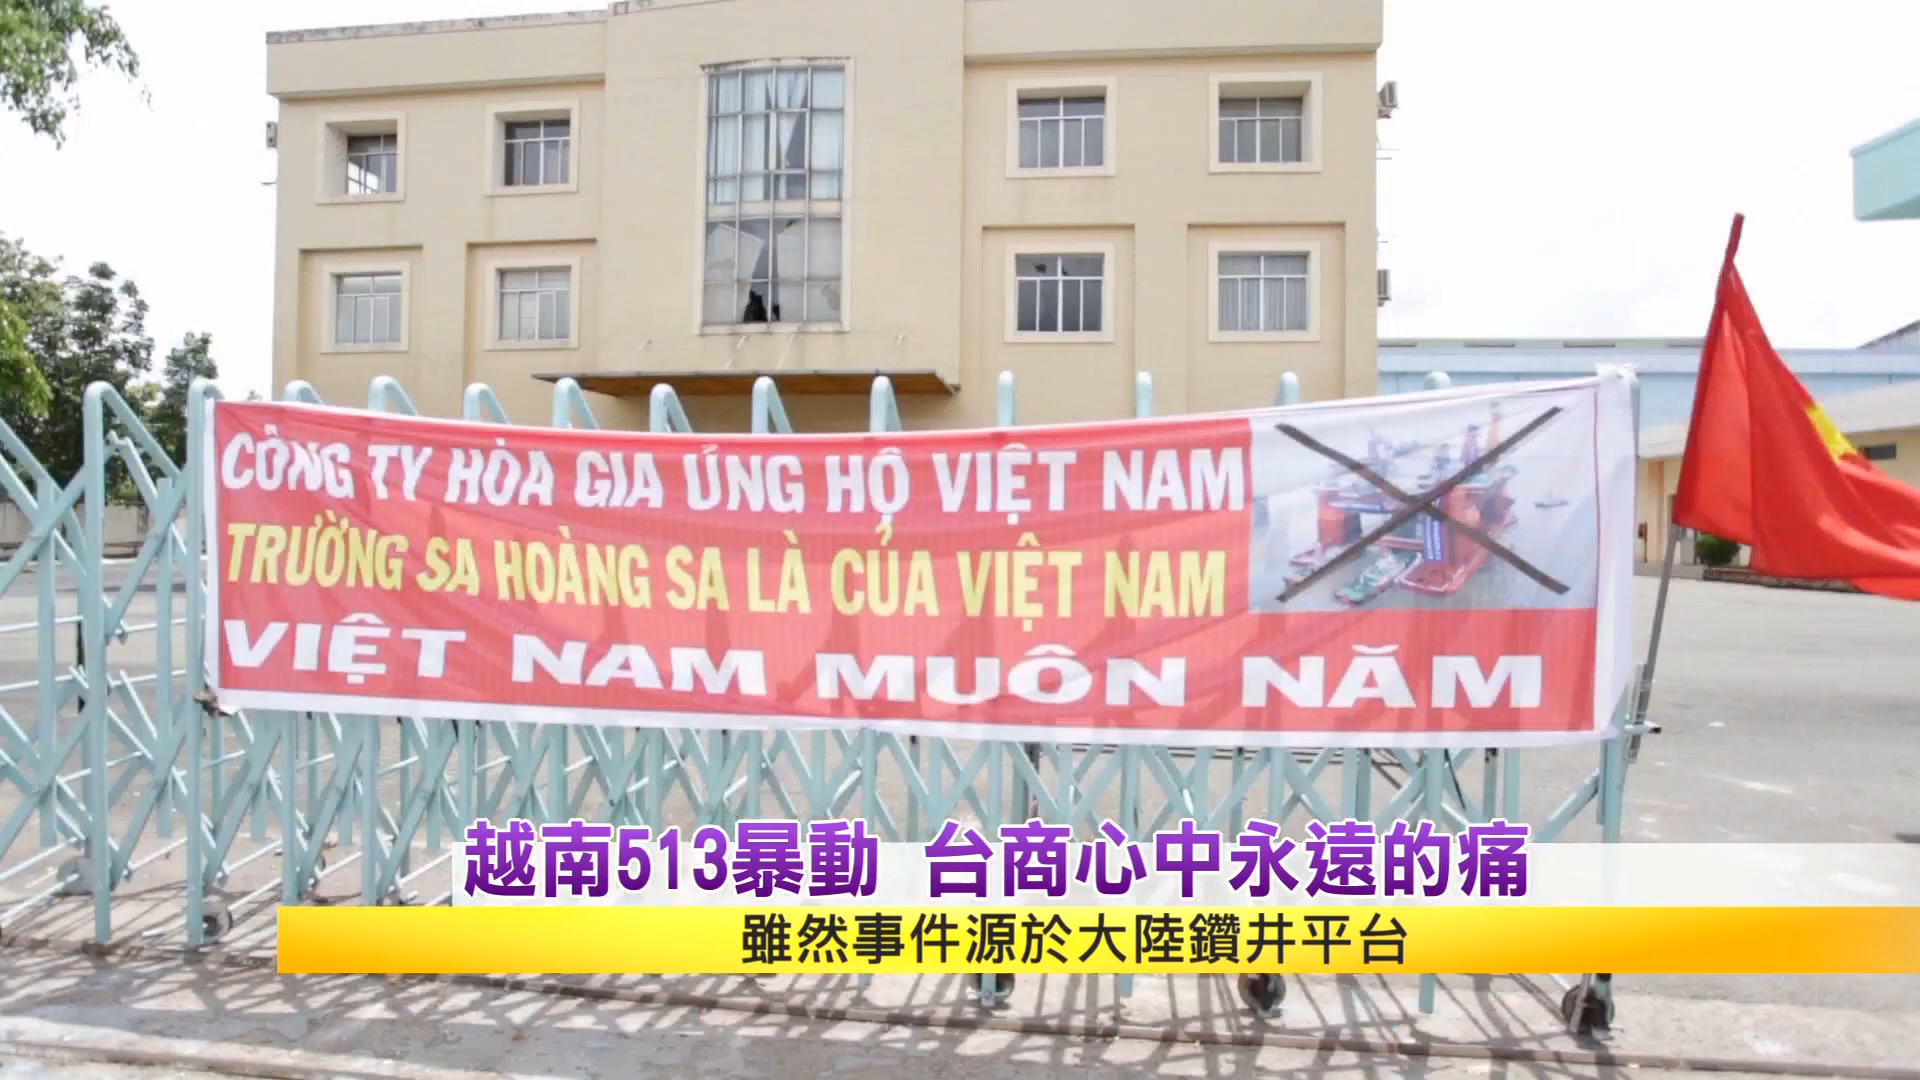 CÔNG TY HÒA GIA ỦNG HỘ VIỆT NAM
TRƯỜNG SA HOÀNG SA LÀ CỦA VIỆT NAM
VIỆT NAM MUÔN NĂM
越南513暴動 台商心中永遠的痛
雖然事件源於大陸鑽井平台